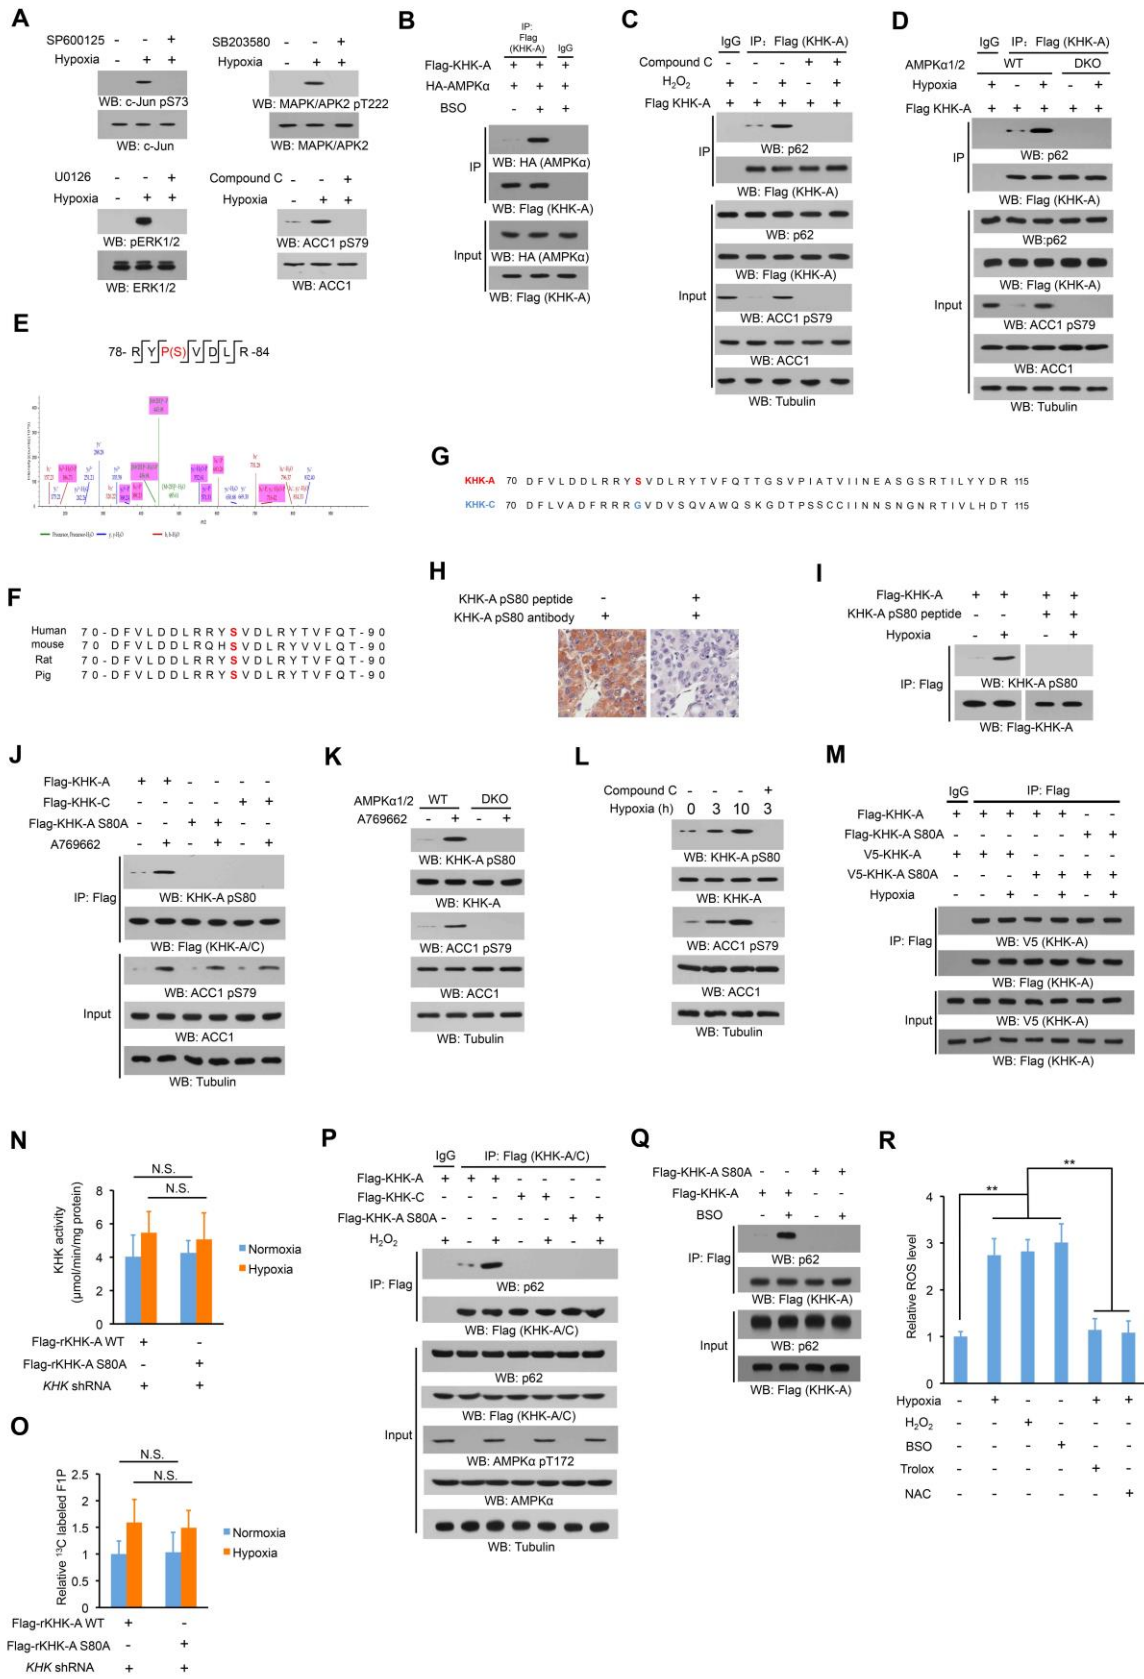 A
SP600125 - - +
Hypoxia - + +
WB: c-Jun pS73
WB: c-Jun
SB203580 - - +
Hypoxia - + +
WB: MAPK/APK2 pT222
WB: MAPK/APK2
U0126 - - +
Hypoxia - + +
WB: pERK1/2
WB: ERK1/2
Compound C - - +
Hypoxia - + +
WB: ACC1 pS79
WB: ACC1
B
IP:
Flag
(KHK-A) IgG
Flag-KHK-A + + +
HA-AMPKα + + +
BSO - + +
IP
WB: HA (AMPKα)
WB: Flag (KHK-A)
Input
WB: HA (AMPKα)
WB: Flag (KHK-A)
C
IgG IP: Flag (KHK-A)
Compound C - - - + +
H₂O₂ + - + - +
Flag KHK-A + + + + +
IP
WB: p62
WB: Flag (KHK-A)
WB: p62
WB: Flag (KHK-A)
Input
WB: ACC1 pS79
WB: ACC1
WB: Tubulin
D
IgG IP: Flag (KHK-A)
AMPKα1/2 WT DKO
Hypoxia + - + - +
Flag KHK-A + + + + +
IP
WB: p62
WB: Flag (KHK-A)
WB:p62
WB: Flag (KHK-A)
Input
WB: ACC1 pS79
WB: ACC1
WB: Tubulin
E
78- R Y P(S) V D L R -84
F
Human 70-DFVLDDLRRYSVDLRYTVFQT-90
mouse 70-DFVLDDLRQHSVDLRYVVLQT-90
Rat 70-DFVLDDLRRYSVDLRYTVFQT-90
Pig 70-DFVLDDLRRYSVDLRYTVFQT-90
G
KHK-A 70 DFVLDDLRRYSVDLRYTVFQTTGSVPIATVIINEASGSRTILYYDR 115
KHK-C 70 DFLVADFRRRGVDVSQVAWQSKGDTPSSCCIINNSNGNRTIVLHDT 115
H
KHK-A pS80 peptide - +
KHK-A pS80 antibody + +
I
Flag-KHK-A + + + +
KHK-A pS80 peptide - - + +
Hypoxia - + - +
IP: Flag
WB: KHK-A pS80
WB: Flag-KHK-A
J
Flag-KHK-A + + - - - -
Flag-KHK-C - - - - + +
Flag-KHK-A S80A - - + + - -
A769662 - + - + - +
IP: Flag
WB: KHK-A pS80
WB: Flag (KHK-A/C)
WB: ACC1 pS79
Input
WB: ACC1
WB: Tubulin
K
AMPKα1/2 WT DKO
A769662 - + - +
WB: KHK-A pS80
WB: KHK-A
WB: ACC1 pS79
WB: ACC1
WB: Tubulin
L
Compound C - - - +
Hypoxia (h) 0 3 10 3
WB: KHK-A pS80
WB: KHK-A
WB: ACC1 pS79
WB: ACC1
WB: Tubulin
M
IgG IP: Flag
Flag-KHK-A + + + + + - -
Flag-KHK-A S80A - - - - - + +
V5-KHK-A + + + - - - -
V5-KHK-A S80A - - - + + + +
Hypoxia - - + - + - +
IP: Flag
WB: V5 (KHK-A)
WB: Flag (KHK-A)
Input
WB: V5 (KHK-A)
WB: Flag (KHK-A)
N
N.S.
N.S.
KHK activity
(μmol/min/mg protein)
8
6
4
2
0
Normoxia
Hypoxia
Flag-rKHK-A WT + -
Flag-rKHK-A S80A - +
KHK shRNA + +
O
N.S.
N.S.
Relative ¹³C labeled F1P
2.5
2
1.5
1
0.5
0
Normoxia
Hypoxia
Flag-rKHK-A WT + -
Flag-rKHK-A S80A - +
KHK shRNA + +
P
IgG IP: Flag (KHK-A/C)
Flag-KHK-A + + + - - - -
Flag-KHK-C - - - + + - -
Flag-KHK-A S80A - - - - - + +
H₂O₂ + - + - + - +
IP: Flag
WB: p62
WB: Flag (KHK-A/C)
WB: p62
WB: Flag (KHK-A/C)
Input
WB: AMPKα pT172
WB: AMPKα
WB: Tubulin
Q
Flag-KHK-A S80A - - + +
Flag-KHK-A + + - -
BSO - + - +
IP: Flag
WB: p62
WB: Flag (KHK-A)
Input
WB: p62
WB: Flag (KHK-A)
R
**
**
Relative ROS level
4
3
2
1
0
Hypoxia - + - - + +
H₂O₂ - - + - - -
BSO - - - + - -
Trolox - - - - + -
NAC - - - - - +